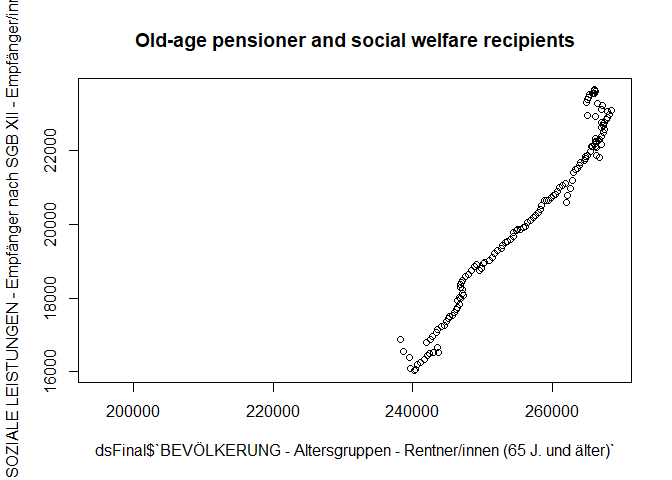 Old-age pensioner and social welfare recipients
SOZIALE LEISTUNGEN - Empfänger nach SGB XII - Empfänger/inn
16000
18000
20000
22000
200000
220000
240000
260000
dsFinal$`BEVÖLKERUNG - Altersgruppen - Rentner/innen (65 J. und älter)`